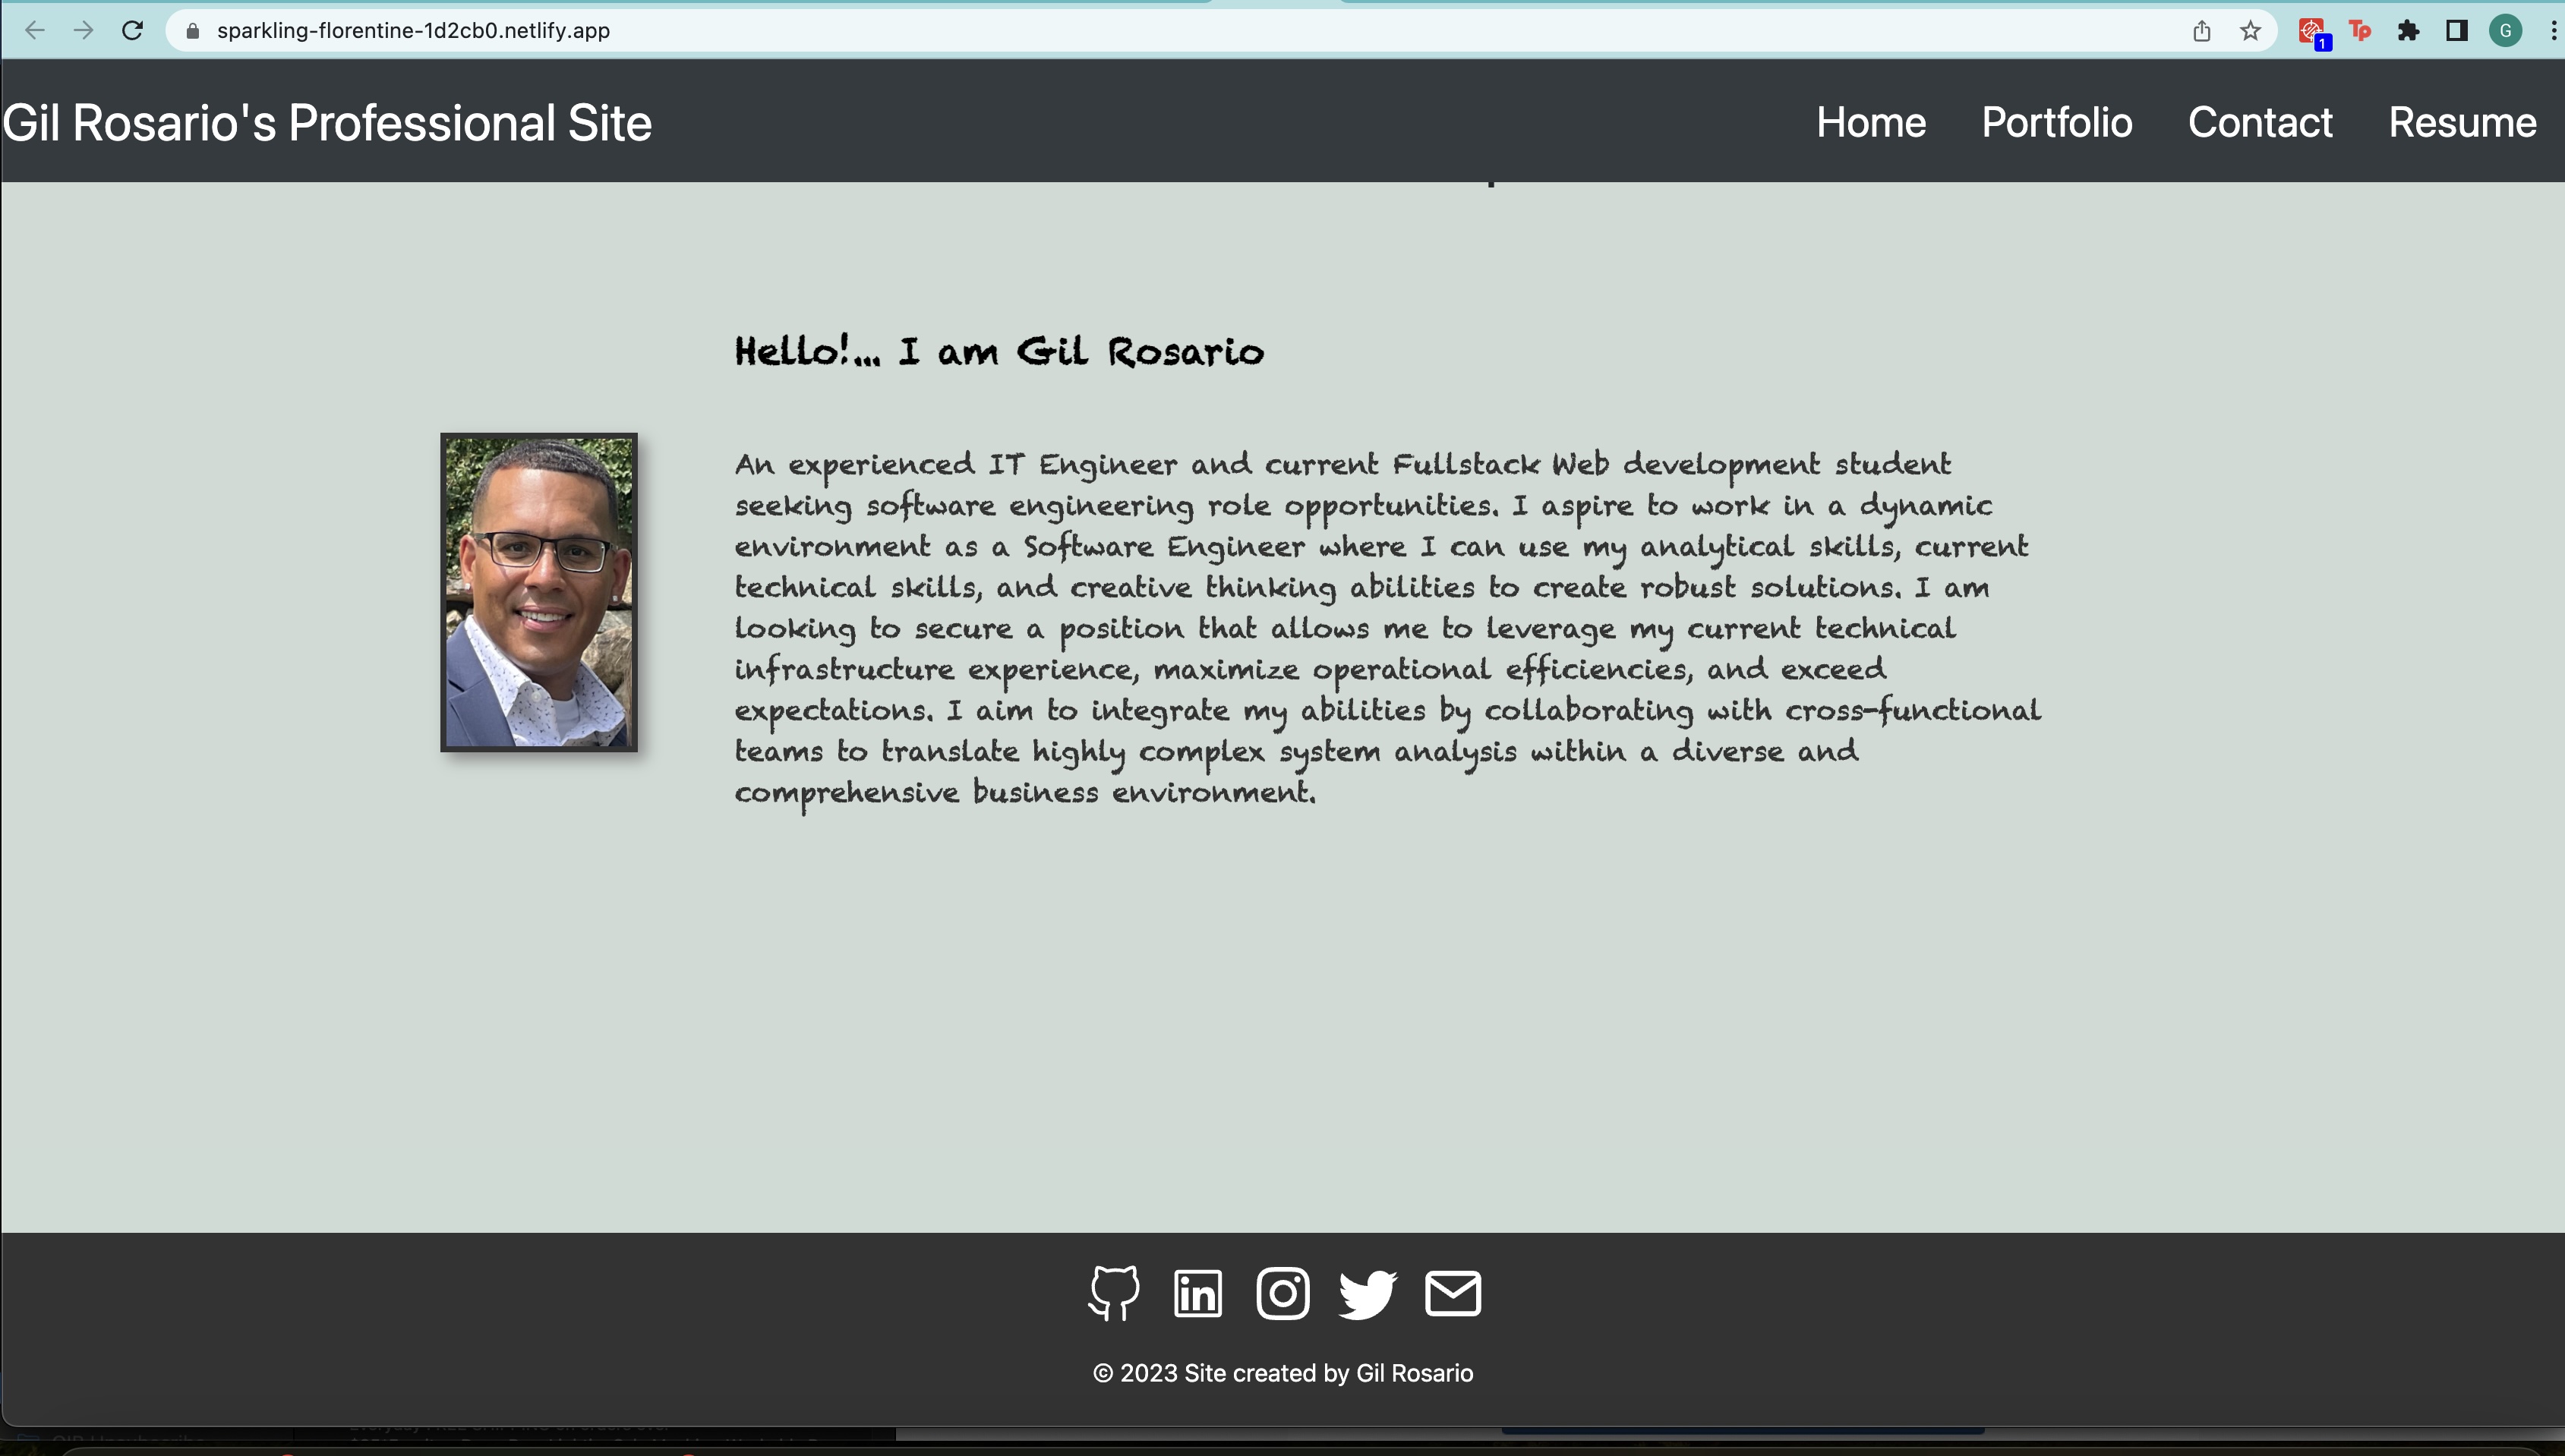 sparkling-florentine-1d2cb0.netlify.app
1
Tp
G
Gil Rosario's Professional Site
Home Portfolio Contact Resume
Hello!... I am Gil Rosario
An experienced IT Engineer and current Fullstack Web development student
seeking software engineering role opportunities. I aspire to work in a dynamic
environment as a Software Engineer where I can use my analytical skills, current
technical skills, and creative thinking abilities to create robust solutions. I am
looking to secure a position that allows me to leverage my current technical
infrastructure experience, maximize operational efficiencies, and exceed
expectations. I aim to integrate my abilities by collaborating with cross-functional
teams to translate highly complex system analysis within a diverse and
comprehensive business environment.
in
© 2023 Site created by Gil Rosario